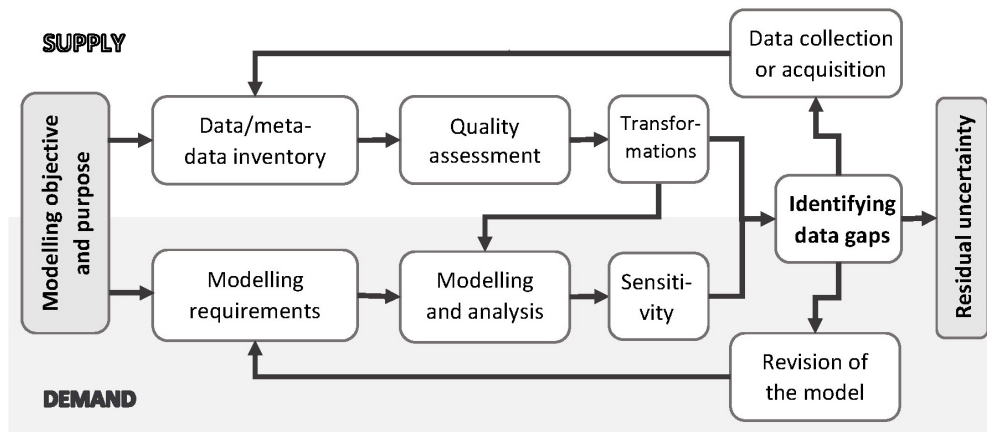 SUPPLY
Modelling objective
and purpose
Data/meta-
data inventory
Quality
assessment
Transfor-
mations
Data collection
or acquisition
Identifying
data gaps
Residual uncertainty
Modelling
requirements
Modelling
and analysis
Sensiti-
vity
Revision of
the model
DEMAND